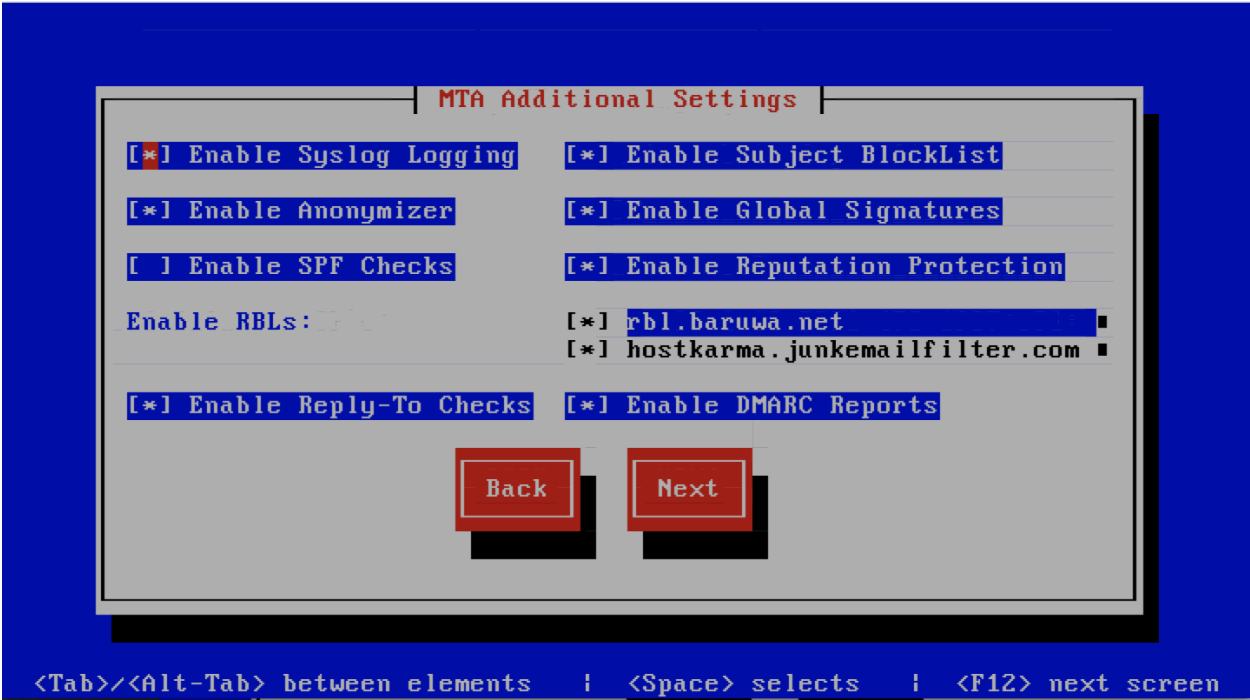 MTA Additional Settings
[*] Enable Syslog Logging [*] Enable Subject BlockList
[*] Enable Anonymizer [*] Enable Global Signatures
[ ] Enable SPF Checks [*] Enable Reputation Protection
Enable RBLs: [*] rbl.baruwa.net
[*] hostkarma.junkemailfilter.com
[*] Enable Reply-To Checks [*] Enable DMARC Reports
Back Next
<Tab>/<Alt-Tab> between elements | <Space> selects | <F12> next screen